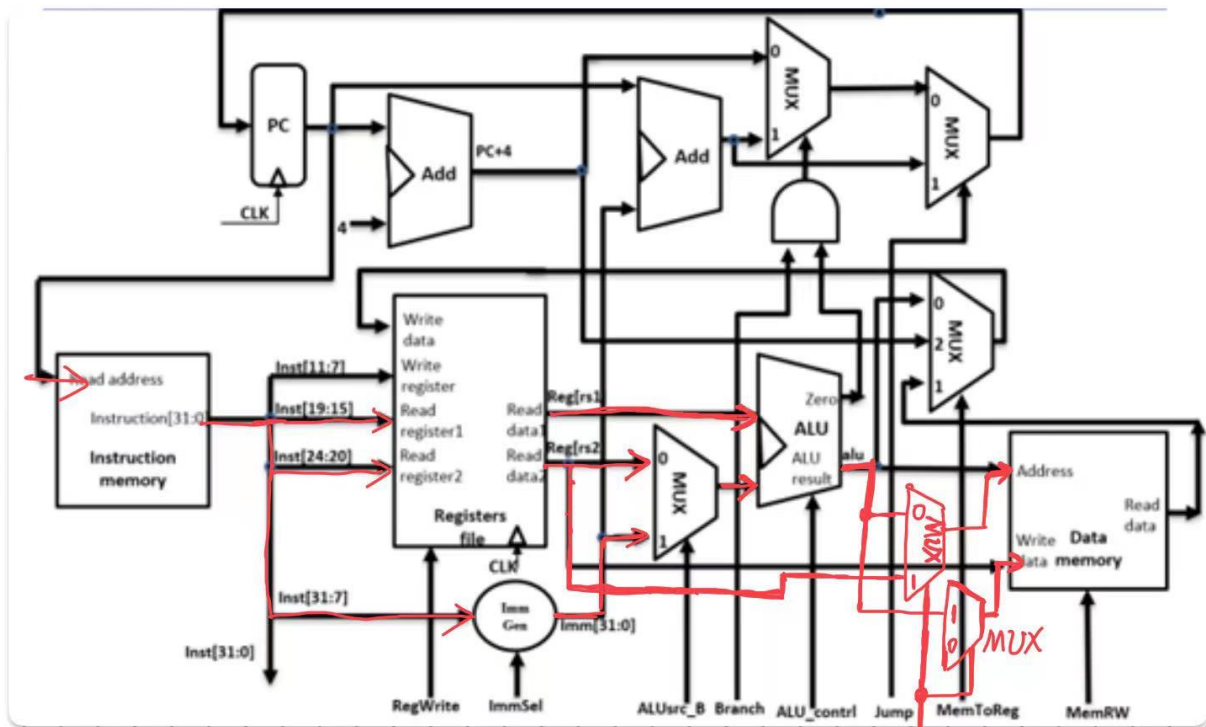 0
MUX
1
0
MUX
1
PC
CLK
Add
PC+4
4
Add
Write
data
Write
register
Read
register1
Read
register2
Read
data1
Read
data2
Registers
file
CLK
Read address
Instruction[31:0]
Instruction
memory
Inst[11:7]
Inst[19:15]
Inst[24:20]
Inst[31:7]
Inst[31:0]
Imm
Gen
Imm[31:0]
Reg[rs1
Reg[rs2
0
MUX
1
Zero
ALU
ALU
result
alu
0
MUX
2
1
Address
Read
data
Write
data
Data
memory
0
MUX
1
1
0
MUX
RegWrite
ImmSel
ALUsrc_B
Branch
ALU_contrl
Jump
MemToReg
MemRW